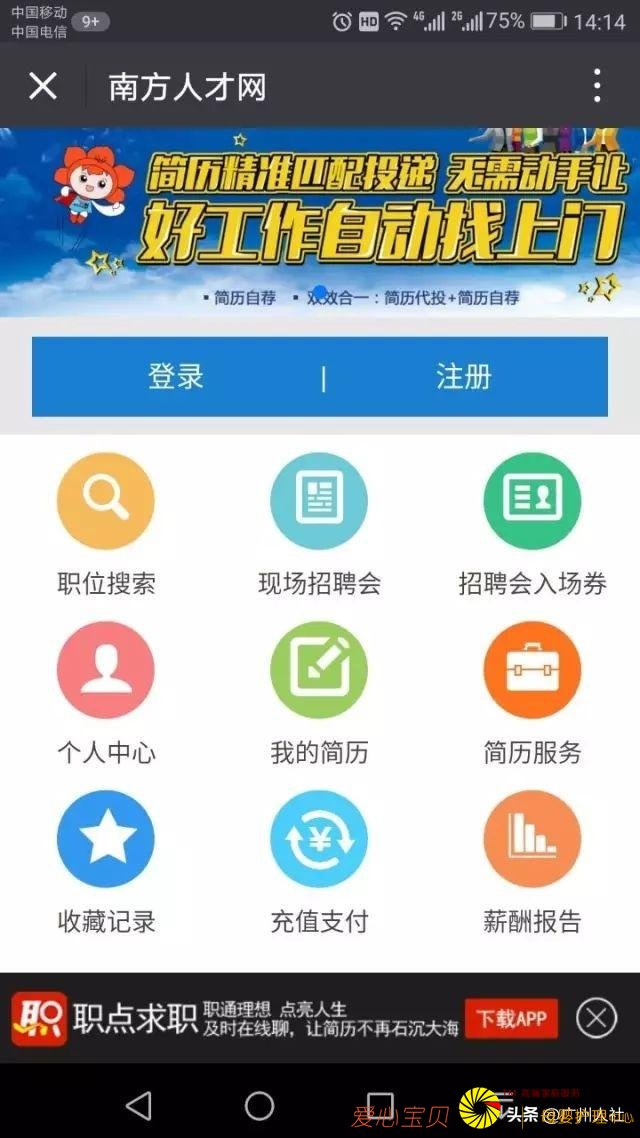 中国移动
中国电信
9+
HD 4G 2G 75% 14:14
南方人才网
简历精准匹配投递 无需动手让
好工作自动找上门
▪简历自荐 ▪双效合一：简历代投+简历自荐
登录 | 注册
职位搜索 现场招聘会 招聘会入场券
个人中心 我的简历 简历服务
收藏记录 充值支付 薪酬报告
职 职点求职 职通理想 点亮人生
及时在线聊，让简历不再石沉大海
下载APP
爱心宝贝
头条 @广州人社